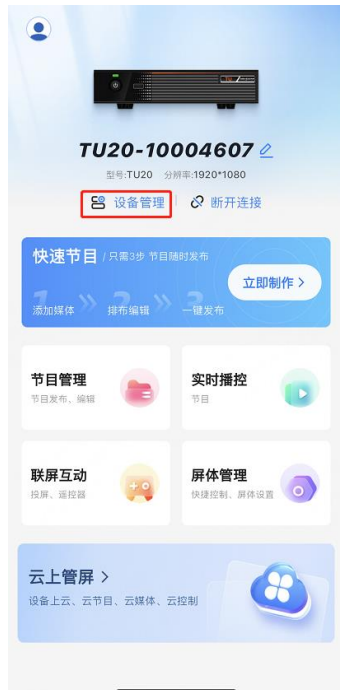 TU20-10004607
型号:TU20 分辨率:1920*1080
设备管理 断开连接
快速节目 / 只需3步 节目随时发布
立即制作 >
1 » 2 » 3
添加媒体 排布编辑 一键发布
节目管理 实时播控
节目发布、编辑 节目
联屏互动 屏体管理
投屏、遥控器 快捷控制、屏体设置
云上管屏 >
设备上云、云节目、云媒体、云控制